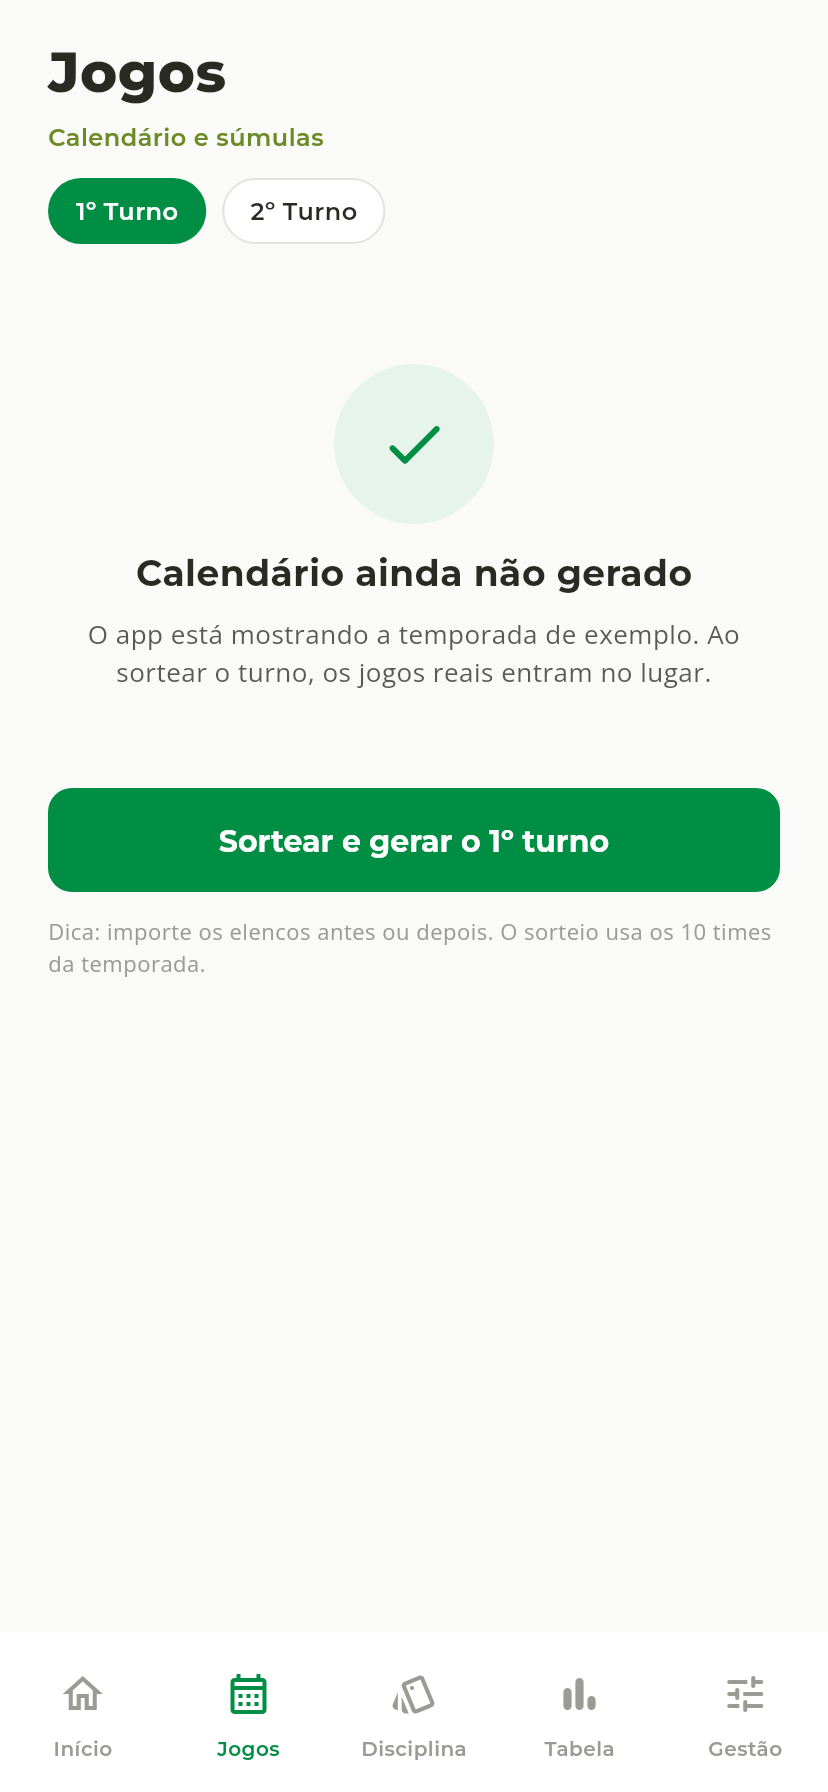 Jogos
Calendário e súmulas
1º Turno
2º Turno
Calendário ainda não gerado
O app está mostrando a temporada de exemplo. Ao
sortear o turno, os jogos reais entram no lugar.
Sortear e gerar o 1º turno
Dica: importe os elencos antes ou depois. O sorteio usa os 10 times
da temporada.
Início
Jogos
Disciplina
Tabela
Gestão